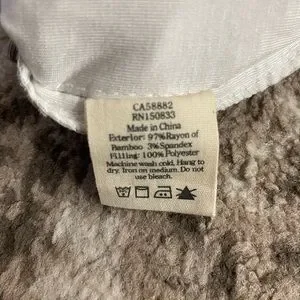 CA58882
RN150833
Made in China
Exterior: 97%Rayon of
Bamboo 3%Spandex
Filling: 100%Polyester
Machine wash cold. Hang to
dry. Iron on medium. Do not
use bleach.